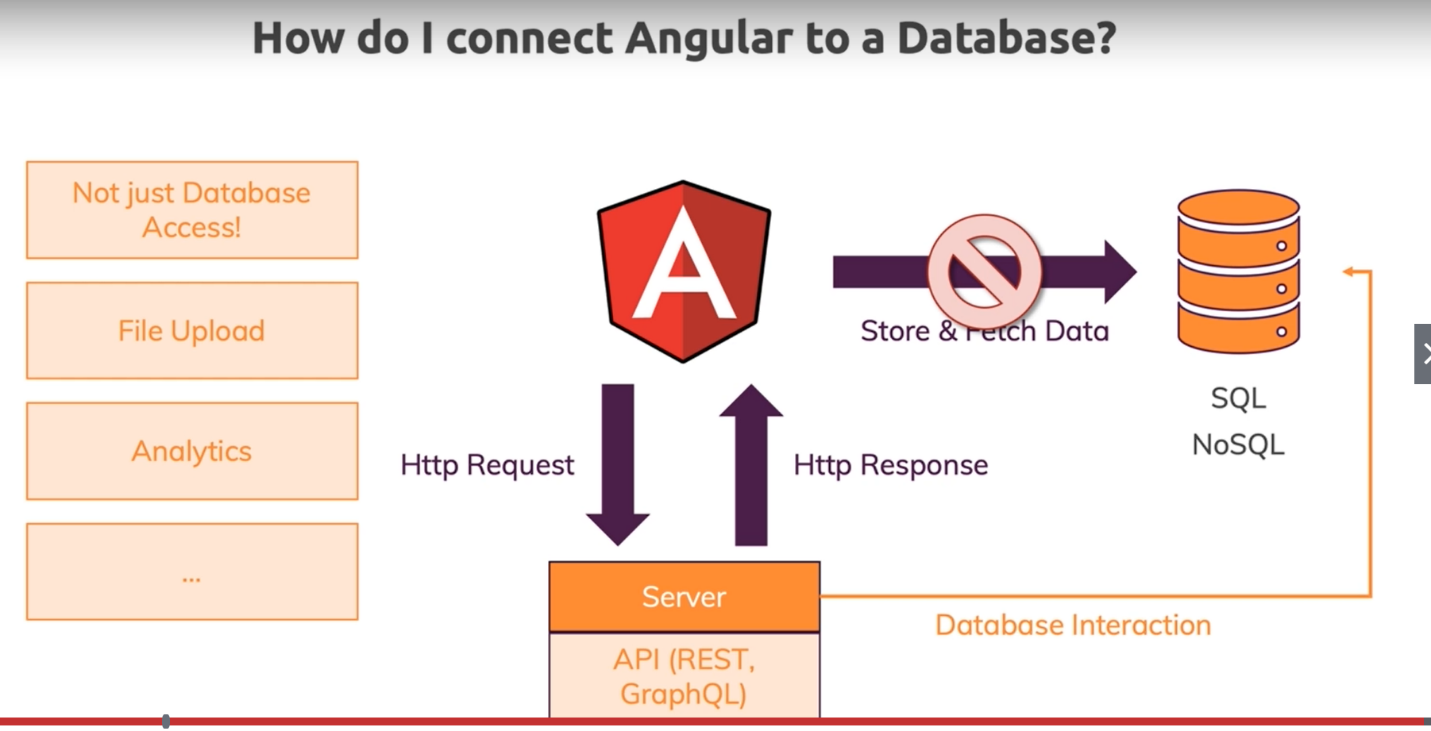 How do I connect Angular to a Database?
Not just Database
Access!
File Upload
Analytics
...
A
Store & Fetch Data
SQL
NoSQL
Http Request
Http Response
Server
Database Interaction
API (REST,
GraphQL)